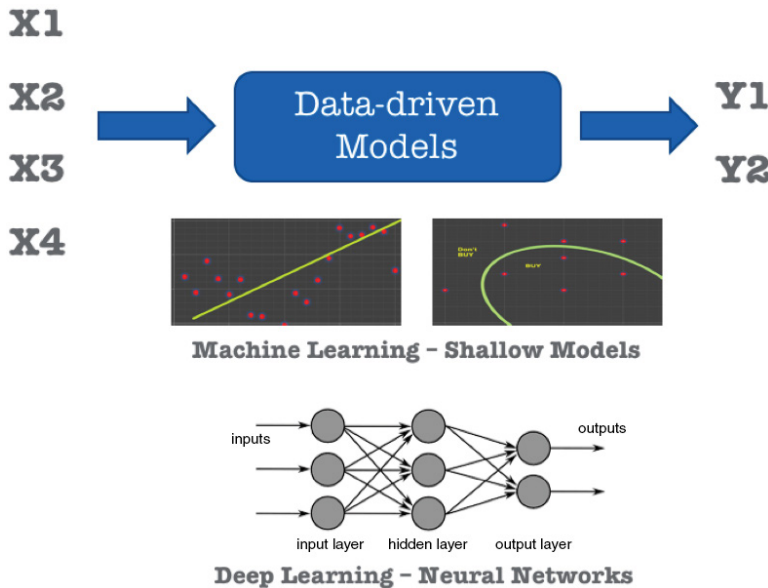 X1
X2
X3
X4
Data-driven
Models
Y1
Y2
Don't
BUY
BUY
Machine Learning – Shallow Models
inputs
outputs
input layer
hidden layer
output layer
Deep Learning – Neural Networks